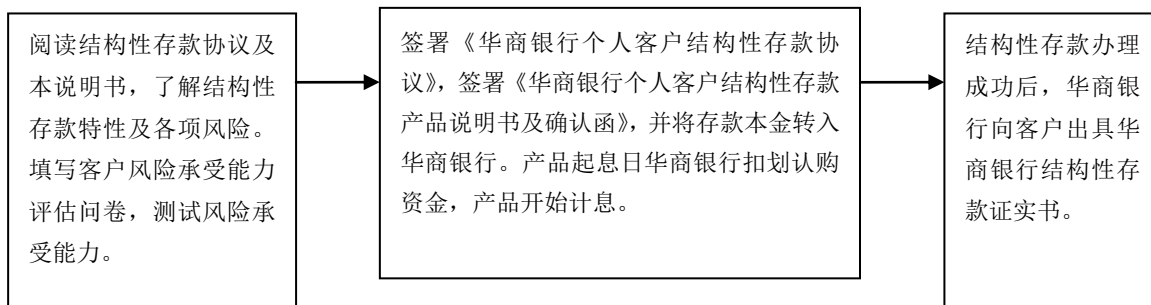 阅读结构性存款协议及
本说明书，了解结构性
存款特性及各项风险。
填写客户风险承受能力
评估问卷，测试风险承
受能力。
签署《华商银行个人客户结构性存款协
议》，签署《华商银行个人客户结构性存款
产品说明书及确认函》，并将存款本金转入
华商银行。产品起息日华商银行扣划认购
资金，产品开始计息。
结构性存款办理
成功后，华商银
行向客户出具华
商银行结构性存
款证实书。